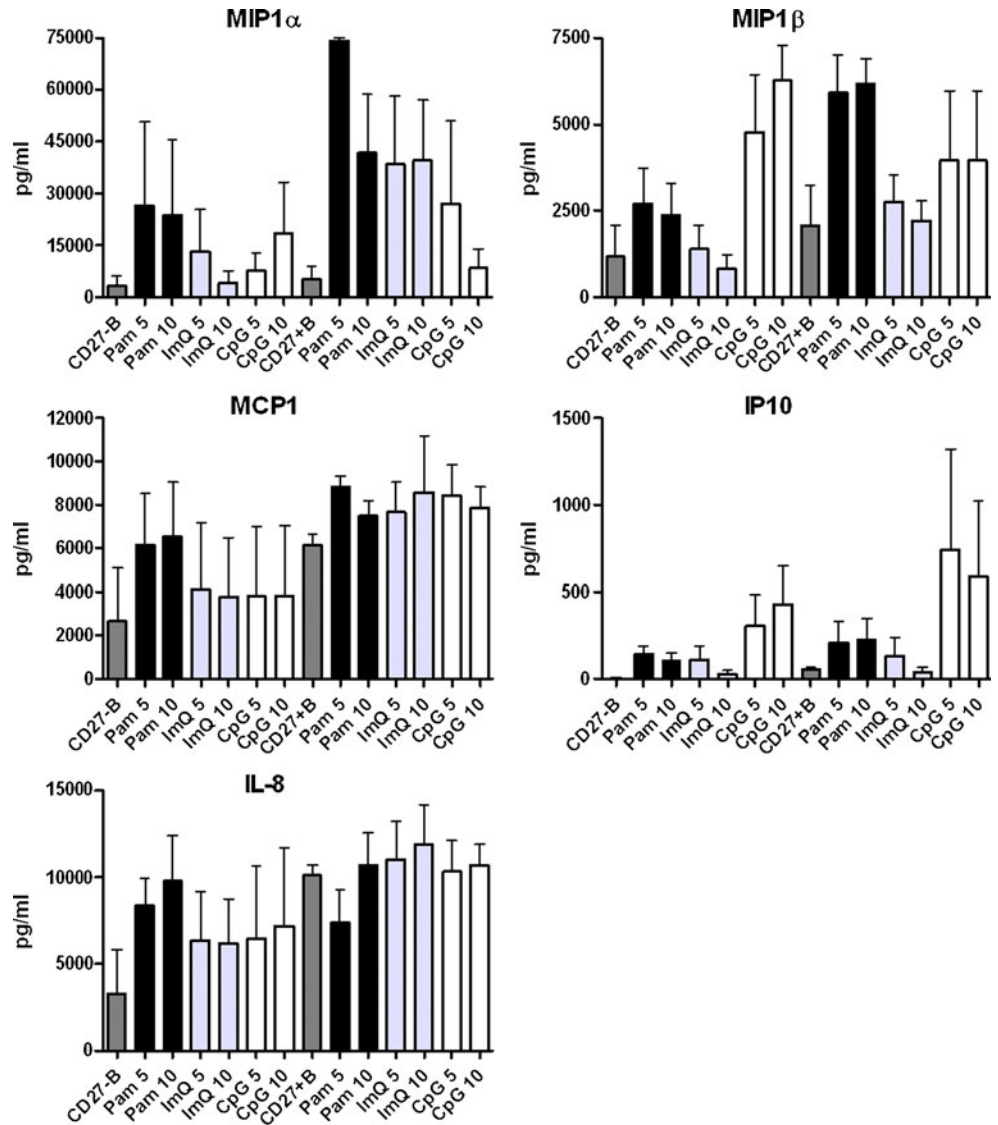 MIP1α
pg/ml
75000
60000
45000
30000
15000
0
CD27-B
Pam 5
Pam 10
ImQ 5
ImQ 10
CpG 5
CpG 10
CD27+B
Pam 5
Pam 10
ImQ 5
ImQ 10
CpG 5
CpG 10
MIP1β
pg/ml
7500
5000
2500
0
CD27-B
Pam 5
Pam 10
ImQ 5
ImQ 10
CpG 5
CpG 10
CD27+B
Pam 5
Pam 10
ImQ 5
ImQ 10
CpG 5
CpG 10
MCP1
pg/ml
12000
10000
8000
6000
4000
2000
0
CD27-B
Pam 5
Pam 10
ImQ 5
ImQ 10
CpG 5
CpG 10
CD27+B
Pam 5
Pam 10
ImQ 5
ImQ 10
CpG 5
CpG 10
IP10
pg/ml
1500
1000
500
0
CD27-B
Pam 5
Pam 10
ImQ 5
ImQ 10
CpG 5
CpG 10
CD27+B
Pam 5
Pam 10
ImQ 5
ImQ 10
CpG 5
CpG 10
IL-8
pg/ml
15000
10000
5000
0
CD27-B
Pam 5
Pam 10
ImQ 5
ImQ 10
CpG 5
CpG 10
CD27+B
Pam 5
Pam 10
ImQ 5
ImQ 10
CpG 5
CpG 10